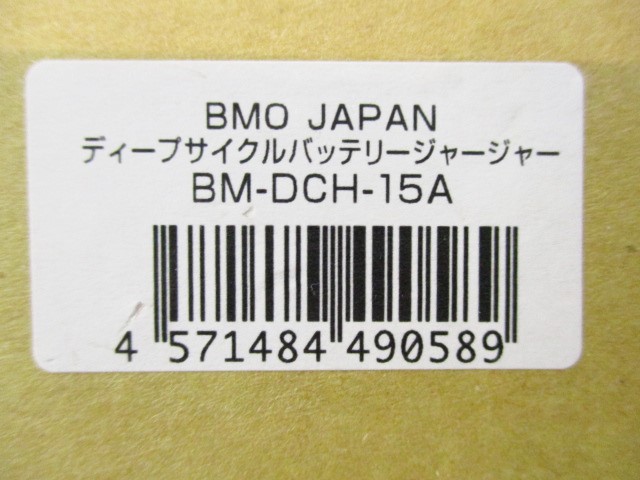 BMO JAPAN
ディープサイクルバッテリージャージャー
BM-DCH-15A
4 571484 490589